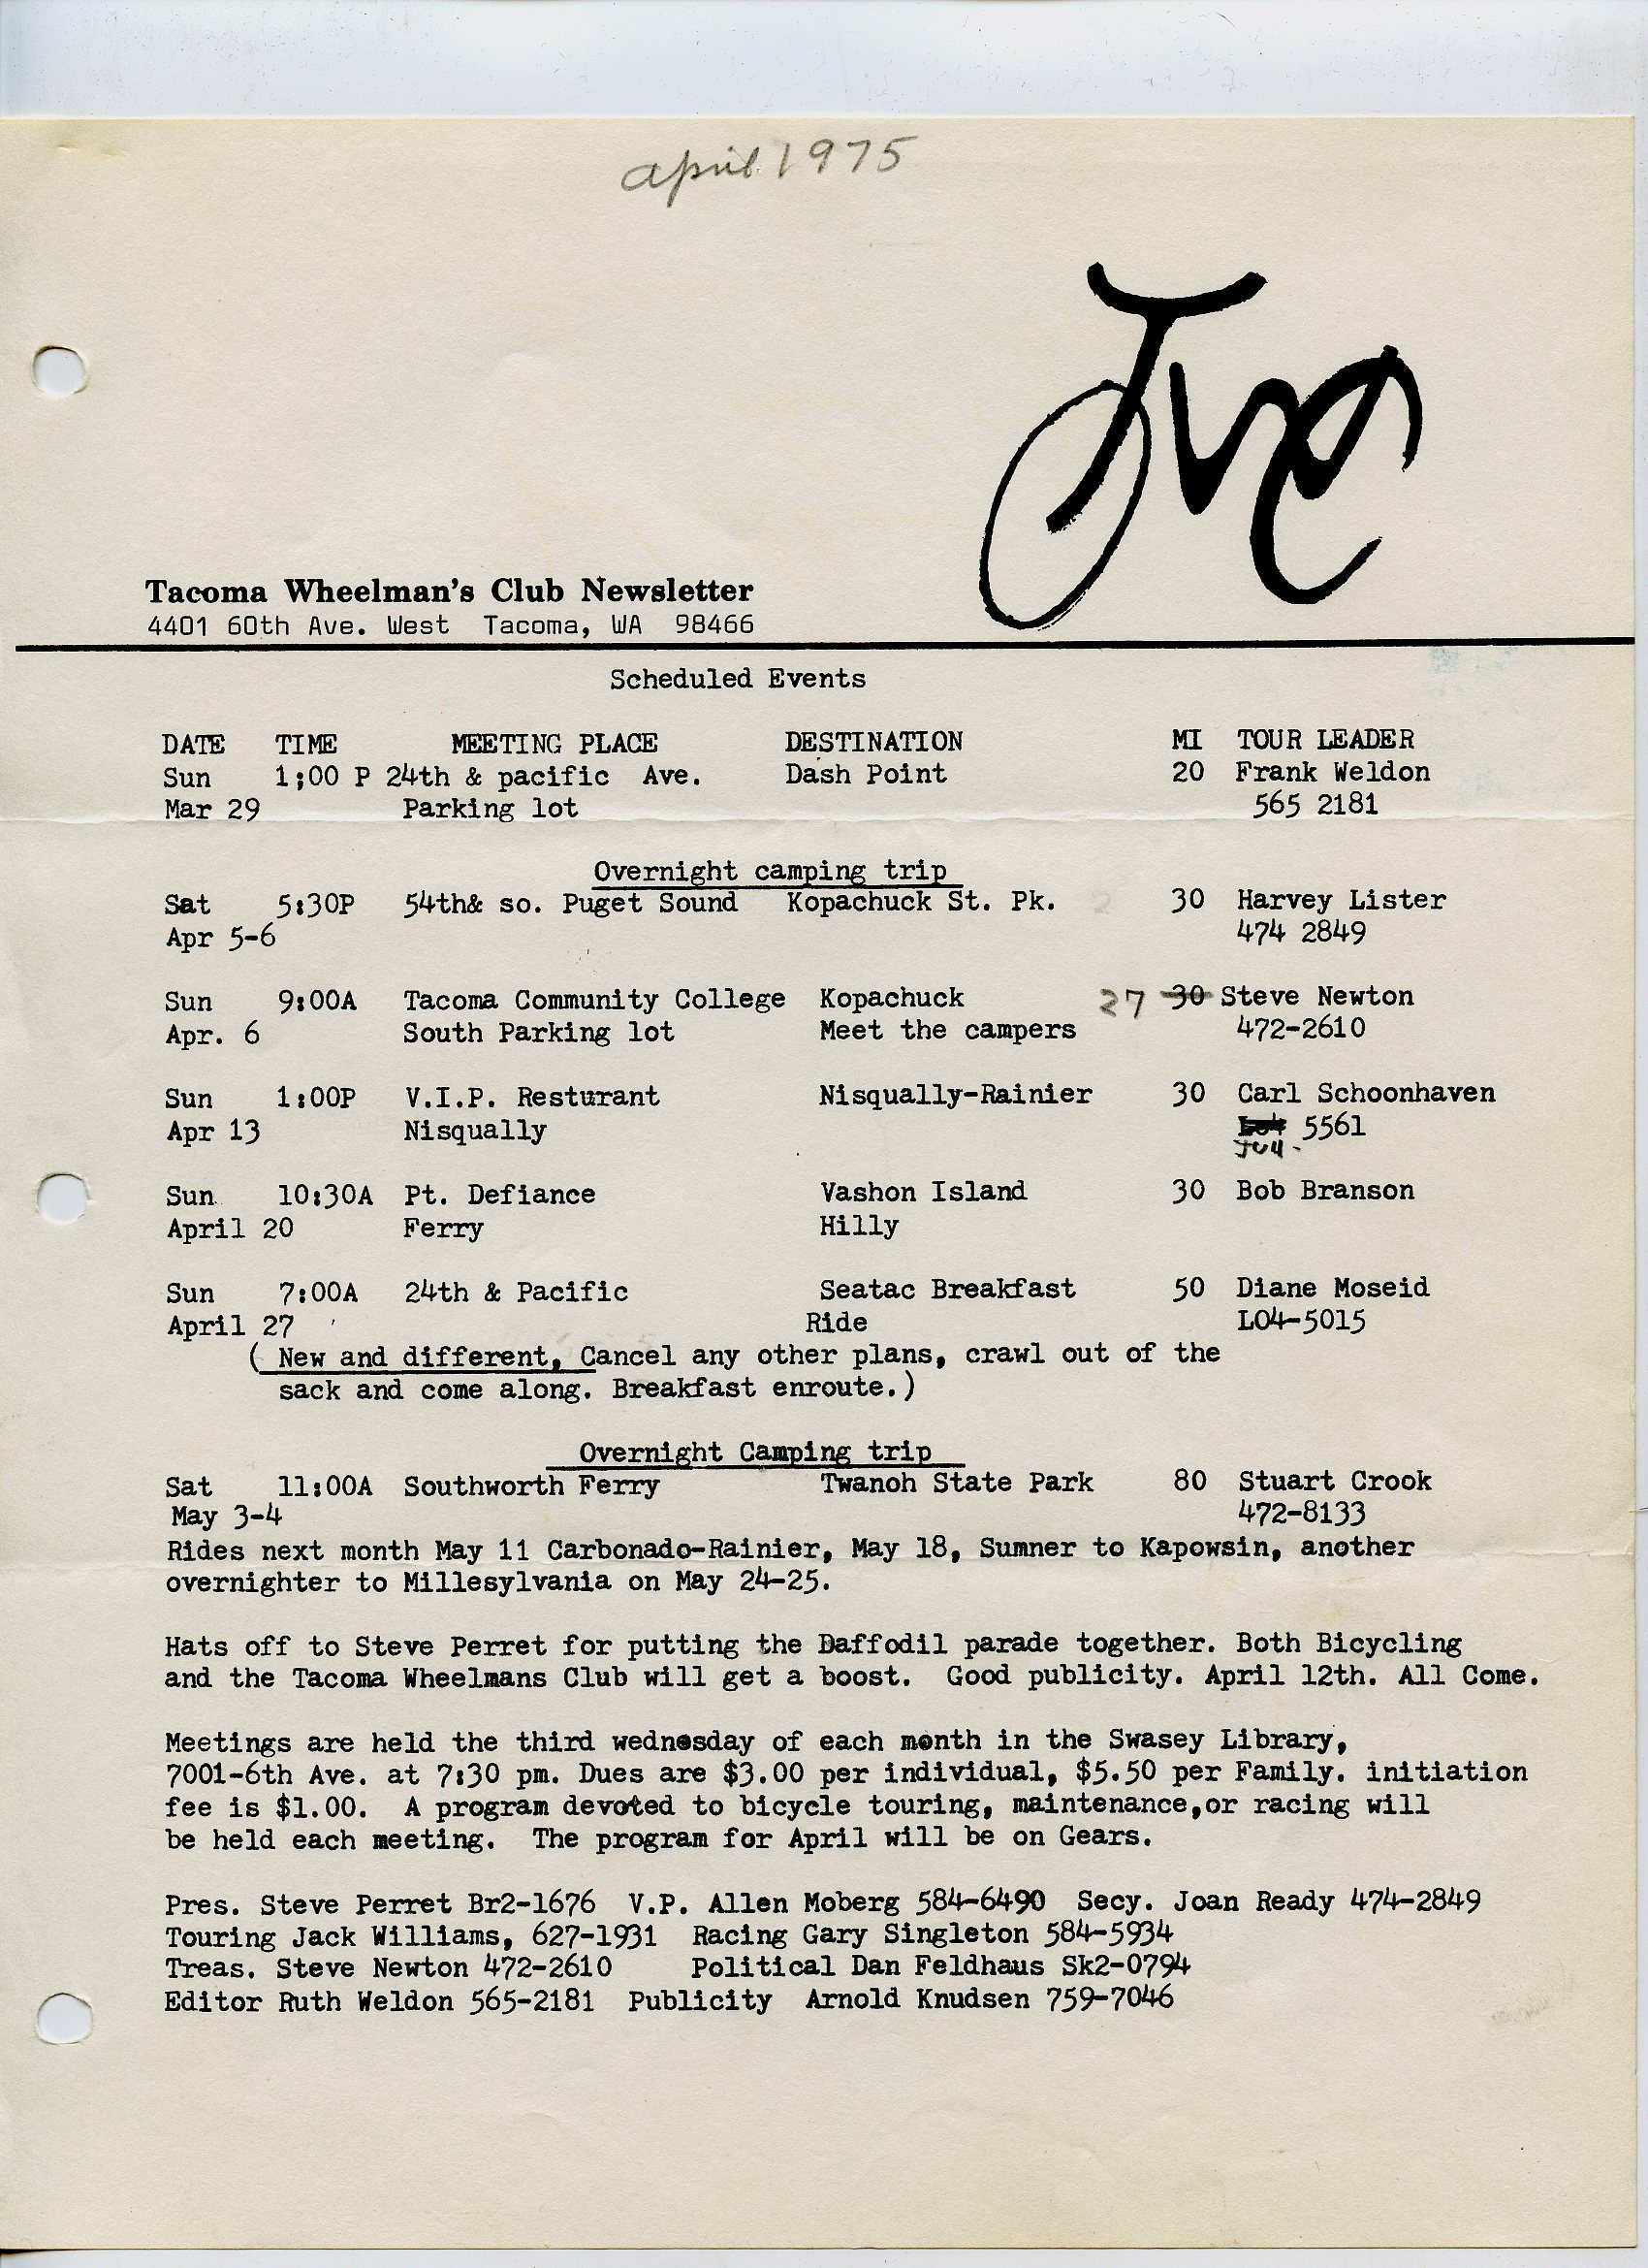 april 1975
TWC
Tacoma Wheelman's Club Newsletter
4401 60th Ave. West Tacoma, WA 98466
Scheduled Events
DATE TIME MEETING PLACE DESTINATION MI TOUR LEADER
Sun 1;00 P 24th & pacific Ave. Dash Point 20 Frank Weldon
Mar 29 Parking lot 565 2181
Overnight camping trip
Sat 5:30P 54th& so. Puget Sound Kopachuck St. Pk. 30 Harvey Lister
Apr 5-6 474 2849
Sun 9:00A Tacoma Community College Kopachuck 27 30 Steve Newton
Apr. 6 South Parking lot Meet the campers 472-2610
Sun 1:00P V.I.P. Resturant Nisqually-Rainier 30 Carl Schoonhaven
Apr 13 Nisqually Lo4 5561
JU4-
Sun 10:30A Pt. Defiance Vashon Island 30 Bob Branson
April 20 Ferry Hilly
Sun 7:00A 24th & Pacific Seatac Breakfast 50 Diane Moseid
April 27 Ride LO4-5015
( New and different, Cancel any other plans, crawl out of the
sack and come along. Breakfast enroute.)
Overnight Camping trip
Sat 11:00A Southworth Ferry Twanoh State Park 80 Stuart Crook
May 3-4 472-8133
Rides next month May 11 Carbonado-Rainier, May 18, Sumner to Kapowsin, another
overnighter to Millesylvania on May 24-25.
Hats off to Steve Perret for putting the Daffodil parade together. Both Bicycling
and the Tacoma Wheelmans Club will get a boost. Good publicity. April 12th. All Come.
Meetings are held the third wednesday of each month in the Swasey Library,
7001-6th Ave. at 7:30 pm. Dues are $3.00 per individual, $5.50 per Family. initiation
fee is $1.00. A program devoted to bicycle touring, maintenance,or racing will
be held each meeting. The program for April will be on Gears.
Pres. Steve Perret Br2-1676 V.P. Allen Moberg 584-6490 Secy. Joan Ready 474-2849
Touring Jack Williams, 627-1931 Racing Gary Singleton 584-5934
Treas. Steve Newton 472-2610 Political Dan Feldhaus Sk2-0794
Editor Ruth Weldon 565-2181 Publicity Arnold Knudsen 759-7046